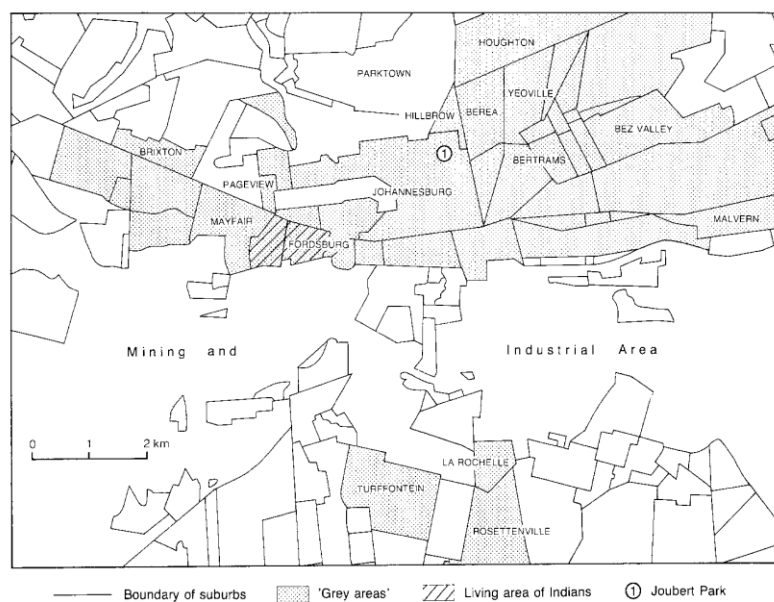 HOUGHTON
PARKTOWN
YEOVILLE
HILLBROW
BEREA
BEZ VALLEY
BRIXTON
1
BERTRAMS
PAGEVIEW
JOHANNESBURG
MAYFAIR
MALVERN
FORDSBURG
Mining and Industrial Area
0 1 2 km
LA ROCHELLE
TURFFONTEIN
ROSETTENVILLE
Boundary of suburbs 'Grey areas' Living area of Indians 1 Joubert Park